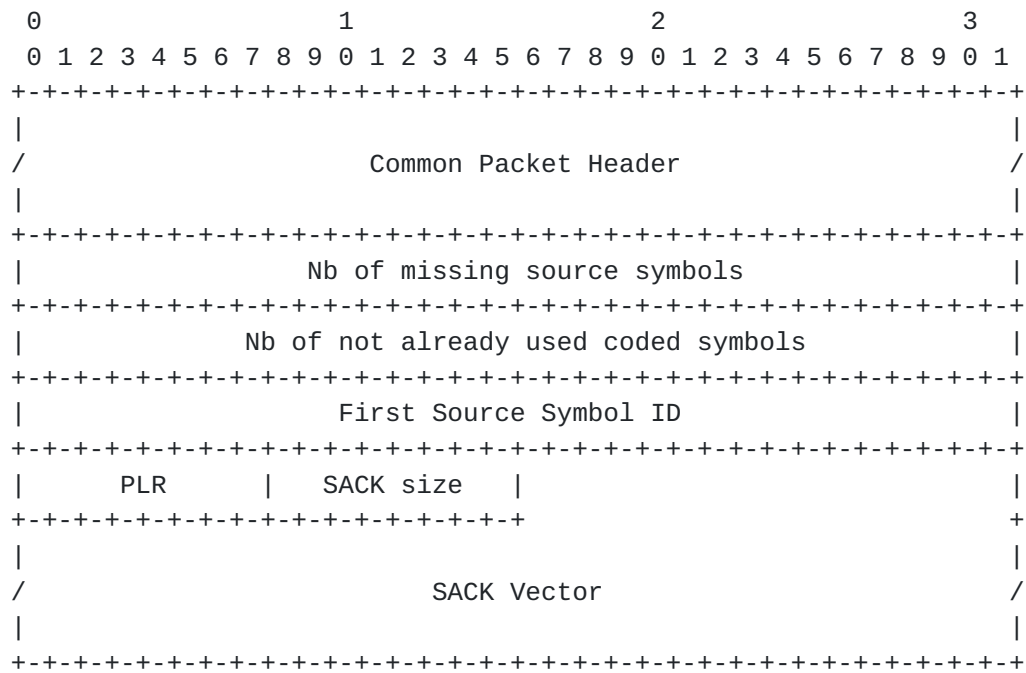 0                   1                   2                   3
 0 1 2 3 4 5 6 7 8 9 0 1 2 3 4 5 6 7 8 9 0 1 2 3 4 5 6 7 8 9 0 1
+-+-+-+-+-+-+-+-+-+-+-+-+-+-+-+-+-+-+-+-+-+-+-+-+-+-+-+-+-+-+-+-+
|                                                               |
/                      Common Packet Header                     /
|                                                               |
+-+-+-+-+-+-+-+-+-+-+-+-+-+-+-+-+-+-+-+-+-+-+-+-+-+-+-+-+-+-+-+-+
|                  Nb of missing source symbols                 |
+-+-+-+-+-+-+-+-+-+-+-+-+-+-+-+-+-+-+-+-+-+-+-+-+-+-+-+-+-+-+-+-+
|              Nb of not already used coded symbols             |
+-+-+-+-+-+-+-+-+-+-+-+-+-+-+-+-+-+-+-+-+-+-+-+-+-+-+-+-+-+-+-+-+
|                    First Source Symbol ID                     |
+-+-+-+-+-+-+-+-+-+-+-+-+-+-+-+-+-+-+-+-+-+-+-+-+-+-+-+-+-+-+-+-+
|      PLR      |   SACK size   |                               |
+-+-+-+-+-+-+-+-+-+-+-+-+-+-+-+-+                               +
|                                                               |
/                          SACK Vector                          /
|                                                               |
+-+-+-+-+-+-+-+-+-+-+-+-+-+-+-+-+-+-+-+-+-+-+-+-+-+-+-+-+-+-+-+-+